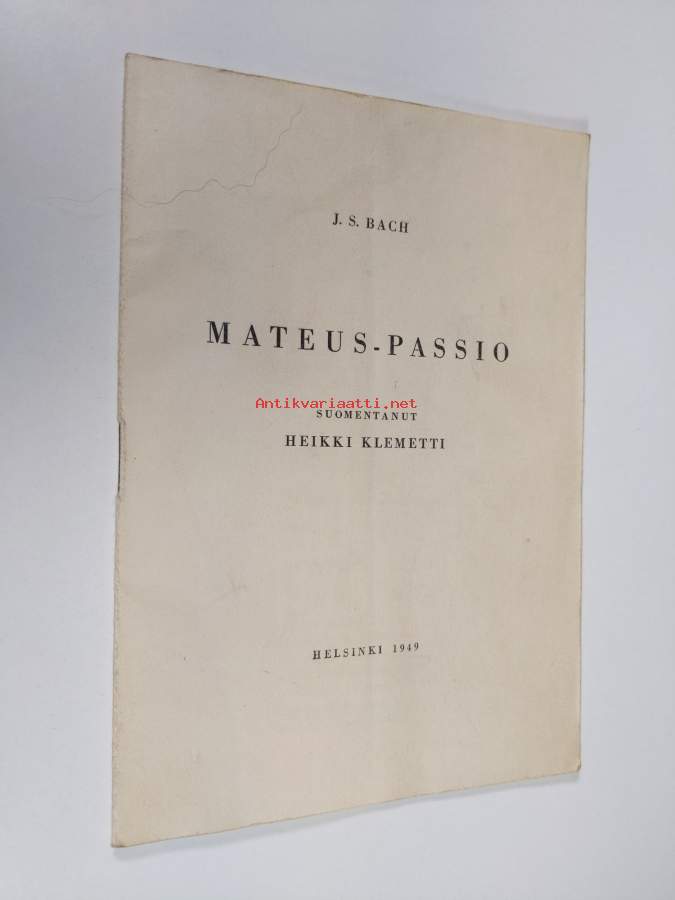 J. S. BACH
MATEUS-PASSIO
Antikvariaatti.net
SUOMENTANUT
HEIKKI KLEMETTI
HELSINKI 1949